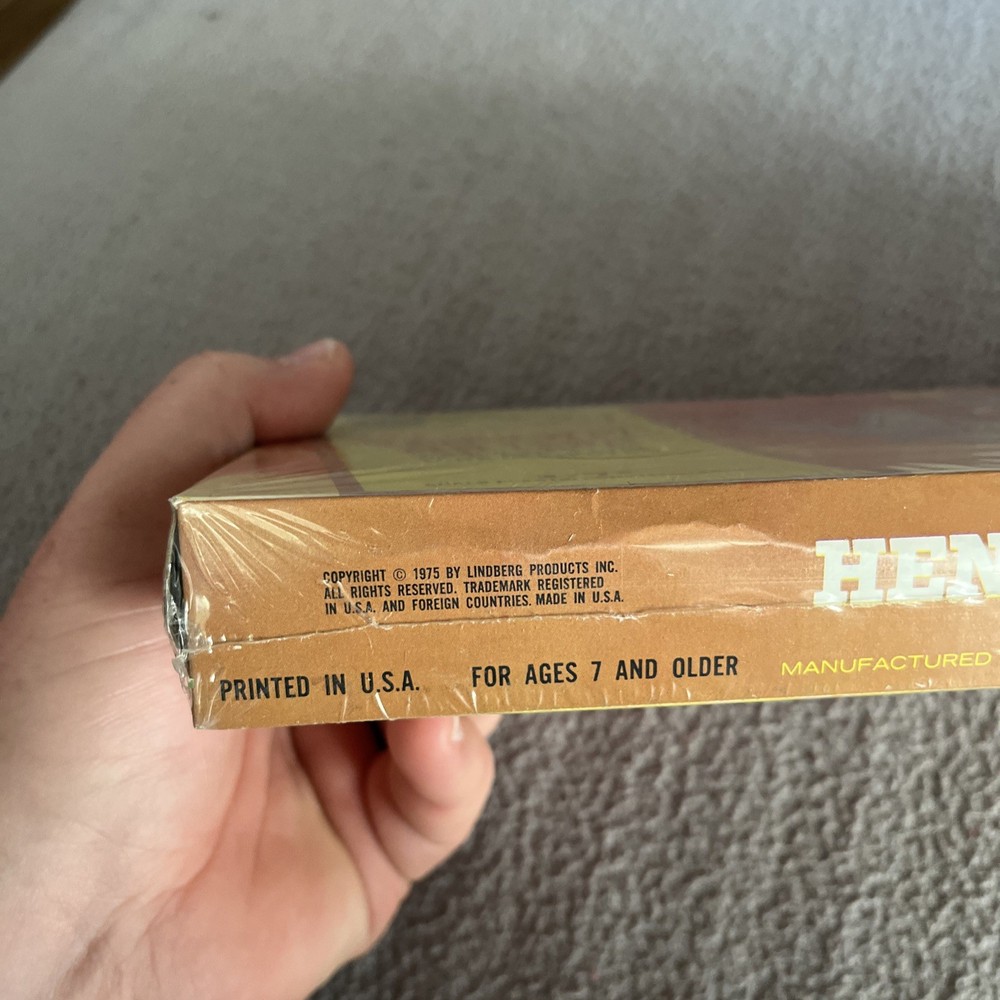 COPYRIGHT © 1975 BY LINDBERG PRODUCTS INC.
ALL RIGHTS RESERVED. TRADEMARK REGISTERED
IN U.S.A. AND FOREIGN COUNTRIES. MADE IN U.S.A.
HEN
PRINTED IN U.S.A. FOR AGES 7 AND OLDER
MANUFACTURED